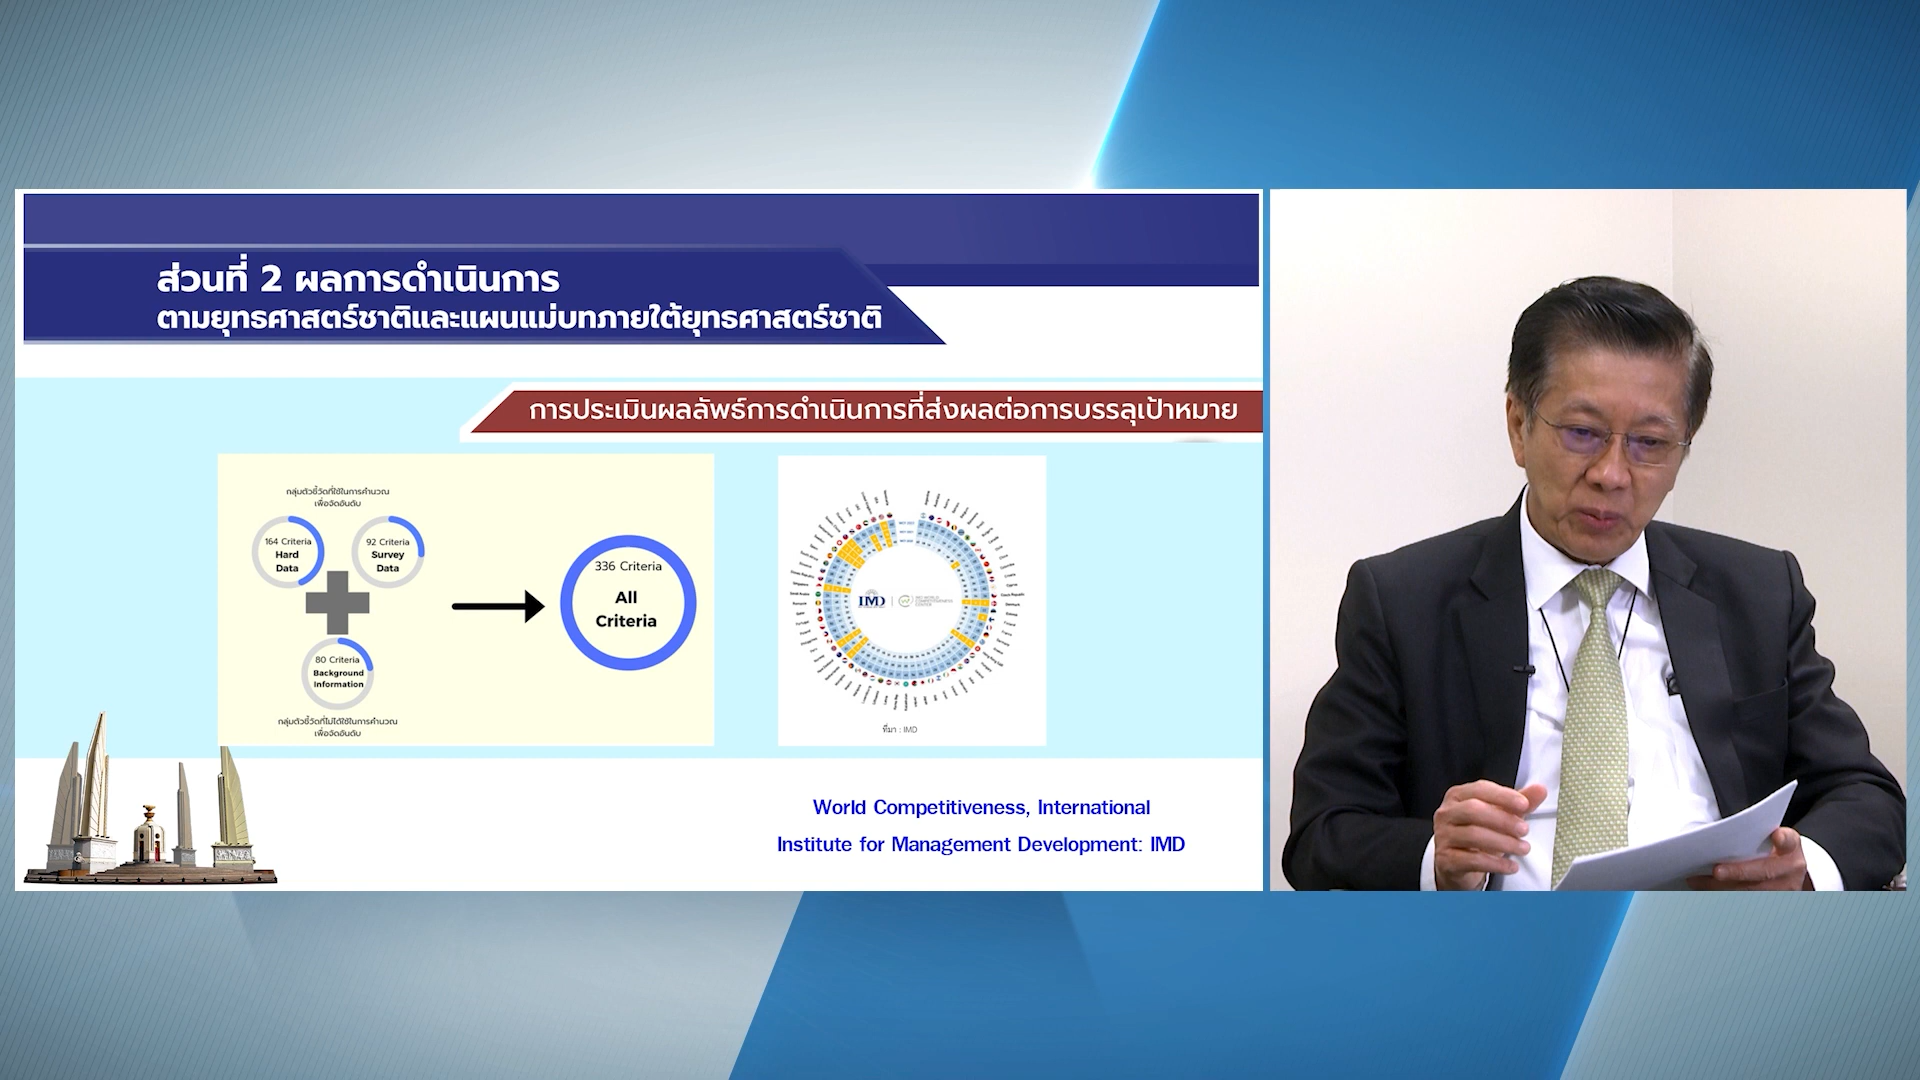 ส่วนที่ 2 ผลการดำเนินการ
ตามยุทธศาสตร์ชาติและแผนแม่บทภายใต้ยุทธศาสตร์ชาติ
การประเมินผลลัพธ์การดำเนินการที่ส่งผลต่อการบรรลุเป้าหมาย
กลุ่มตัวชี้วัดที่ใช้ในการคำนวณ
เพื่อจัดอันดับ
164 Criteria
Hard
Data
92 Criteria
Survey
Data
80 Criteria
Background
Information
กลุ่มตัวชี้วัดที่ไม่ได้ใช้ในการคำนวณ
เพื่อจัดอันดับ
336 Criteria
All
Criteria
IMD
IMD WORLD
COMPETITIVENESS
CENTER
ที่มา : IMD
World Competitiveness, International
Institute for Management Development: IMD